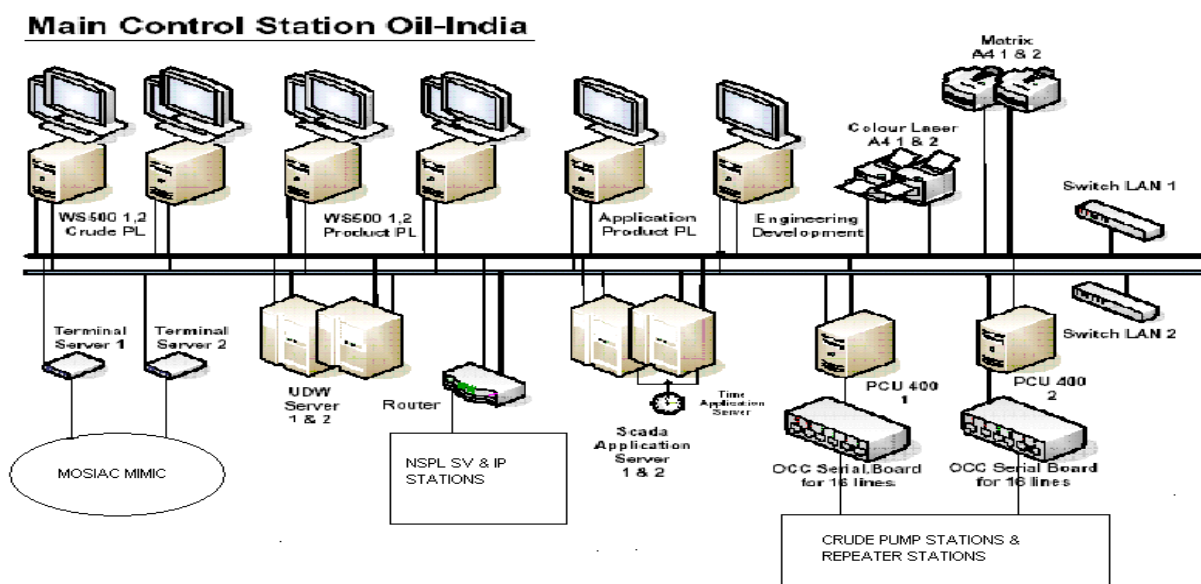 Main Control Station Oil-India
Matrix
A4 1 & 2
Colour Laser
A4 1 & 2
Switch LAN 1
WS500 1,2
Crude PL
WS500 1,2
Product PL
Application
Product PL
Engineering
Development
Terminal
Server 1
Terminal
Server 2
UDW
Server
1 & 2
Router
Scada
Application
Server
1 & 2
Time
Application
Server
PCU 400
1
PCU 400
2
Switch LAN 2
MOSIAC MIMIC
NSPL SV & IP
STATIONS
OCC Serial Board
for 16 lines
OCC Serial Board
for 16 lines
CRUDE PUMP STATIONS &
REPEATER STATIONS